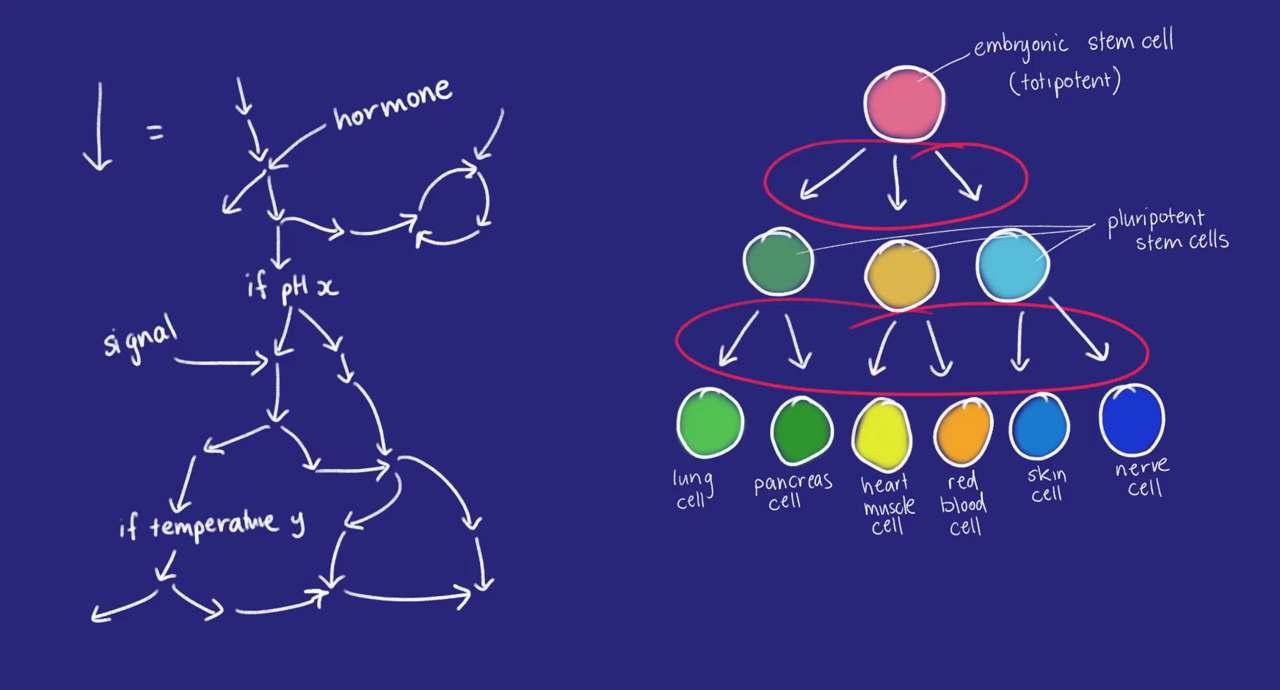 =
hormone
if pH x
signal
if temperature y
embryonic stem cell
(totipotent)
pluripotent
stem cells
lung
cell
pancreas
cell
heart
muscle
cell
red
blood
cell
skin
cell
nerve
cell